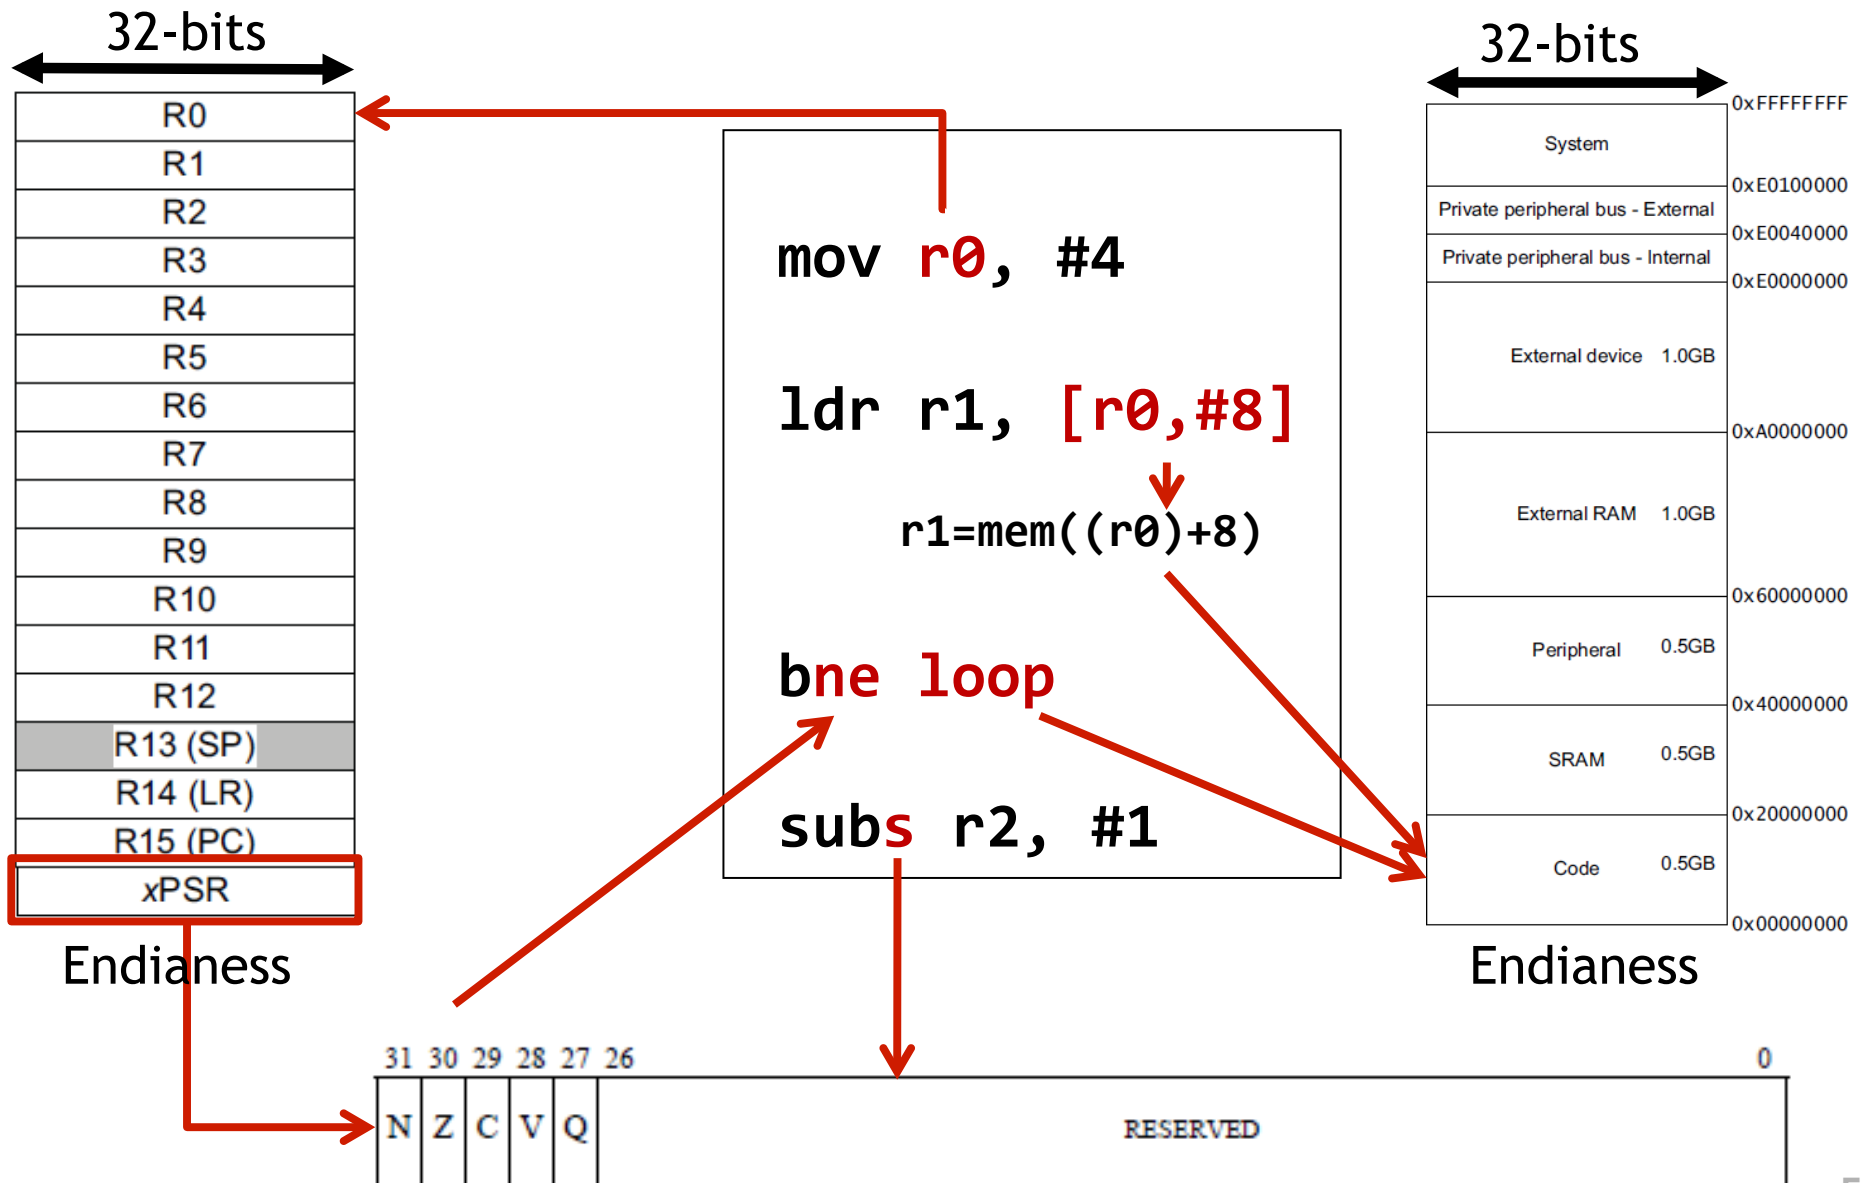 32-bits
R0
R1
R2
R3
R4
R5
R6
R7
R8
R9
R10
R11
R12
R13 (SP)
R14 (LR)
R15 (PC)
xPSR
Endianess
mov r0, #4
ldr r1, [r0,#8]
r1=mem((r0)+8)
bne loop
subs r2, #1
32-bits
0xFFFFFFFF
System
0xE0100000
Private peripheral bus - External
0xE0040000
Private peripheral bus - Internal
0xE0000000
External device 1.0GB
0xA0000000
External RAM 1.0GB
0x60000000
Peripheral 0.5GB
0x40000000
SRAM 0.5GB
0x20000000
Code 0.5GB
0x00000000
Endianess
31 30 29 28 27 26 0
N Z C V Q RESERVED